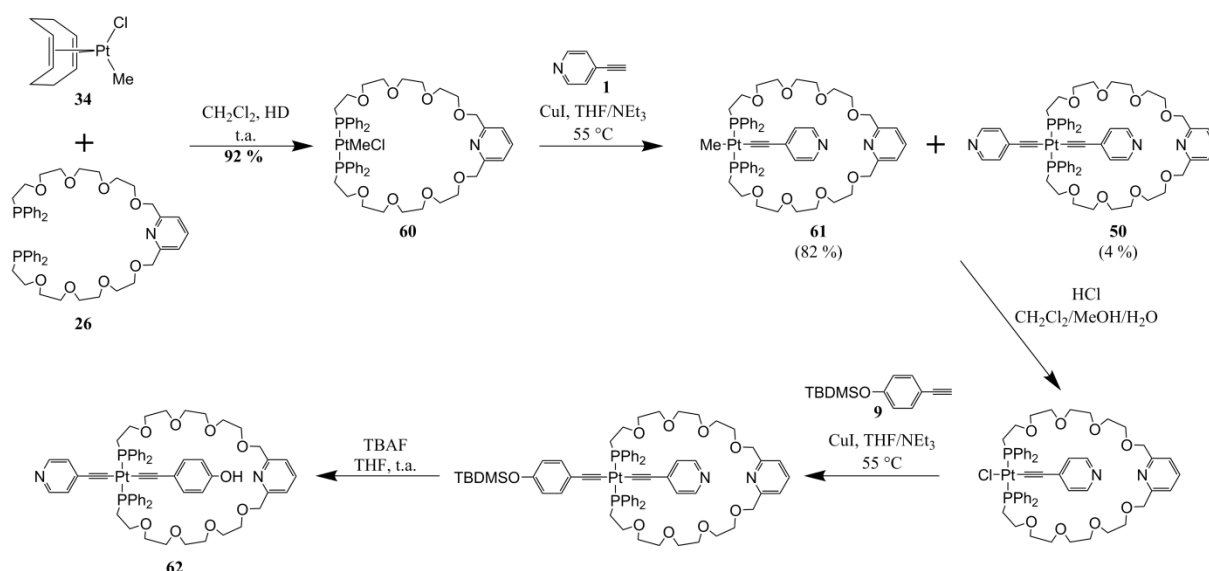 Cl
Pt
Me
34
+
PPh2
PPh2
O O O O
N
O O O O
26
CH2Cl2, HD
t.a.
92 %
O O O O
PPh2
PtMeCl
PPh2
N
O O O O
60
N
1
CuI, THF/NEt3
55 °C
O O O O
PPh2
Me-Pt N
PPh2
N
O O O O
61
(82 %)
+
O O O O
PPh2
N Pt N
PPh2
N
O O O O
50
(4 %)
HCl
CH2Cl2/MeOH/H2O
O O O O
PPh2
Cl-Pt N
PPh2
N
O O O O
TBDMSO
9
CuI, THF/NEt3
55 °C
O O O O
PPh2
TBDMSO Pt N
PPh2
N
O O O O
TBAF
THF, t.a.
O O O O
PPh2
N Pt OH
PPh2
N
O O O O
62